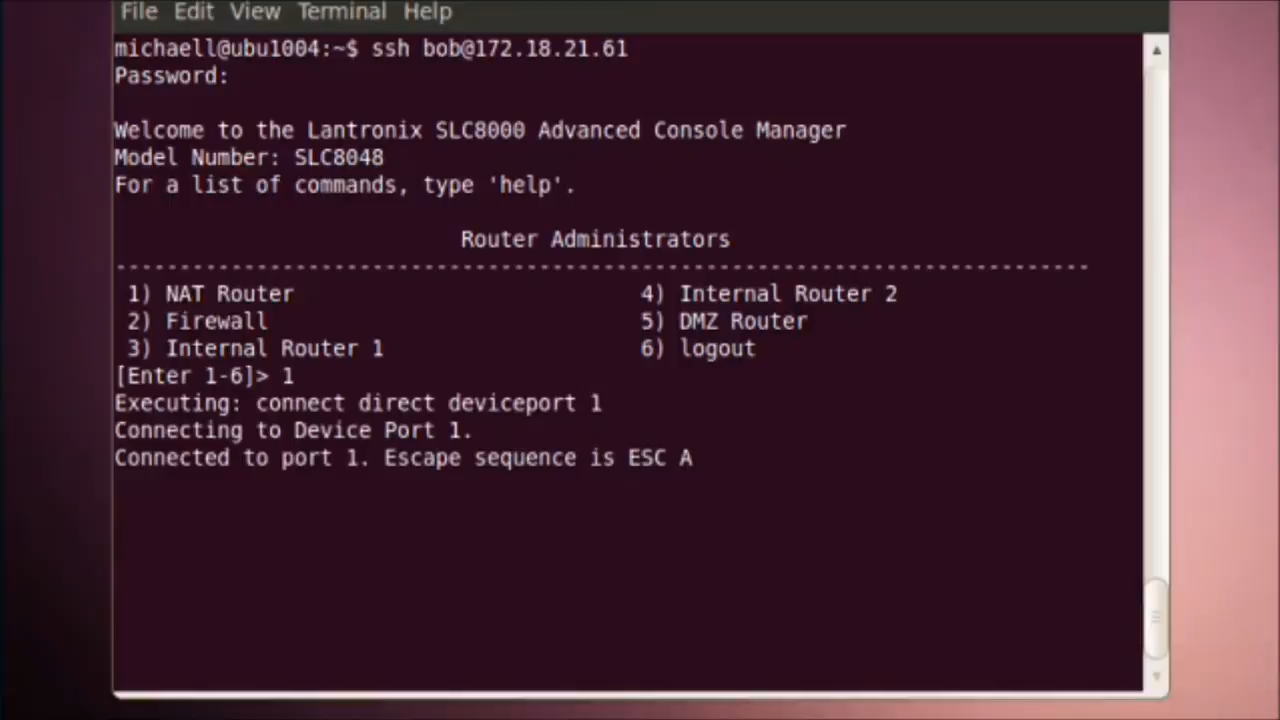 File Edit View Terminal Help
michaell@ubu1004:~$ ssh bob@172.18.21.61
Password:
Welcome to the Lantronix SLC8000 Advanced Console Manager
Model Number: SLC8048
For a list of commands, type 'help'.
Router Administrators
----------------------------------------------------------------------------
1) NAT Router 4) Internal Router 2
2) Firewall 5) DMZ Router
3) Internal Router 1 6) logout
[Enter 1-6]> 1
Executing: connect direct deviceport 1
Connecting to Device Port 1.
Connected to port 1. Escape sequence is ESC A